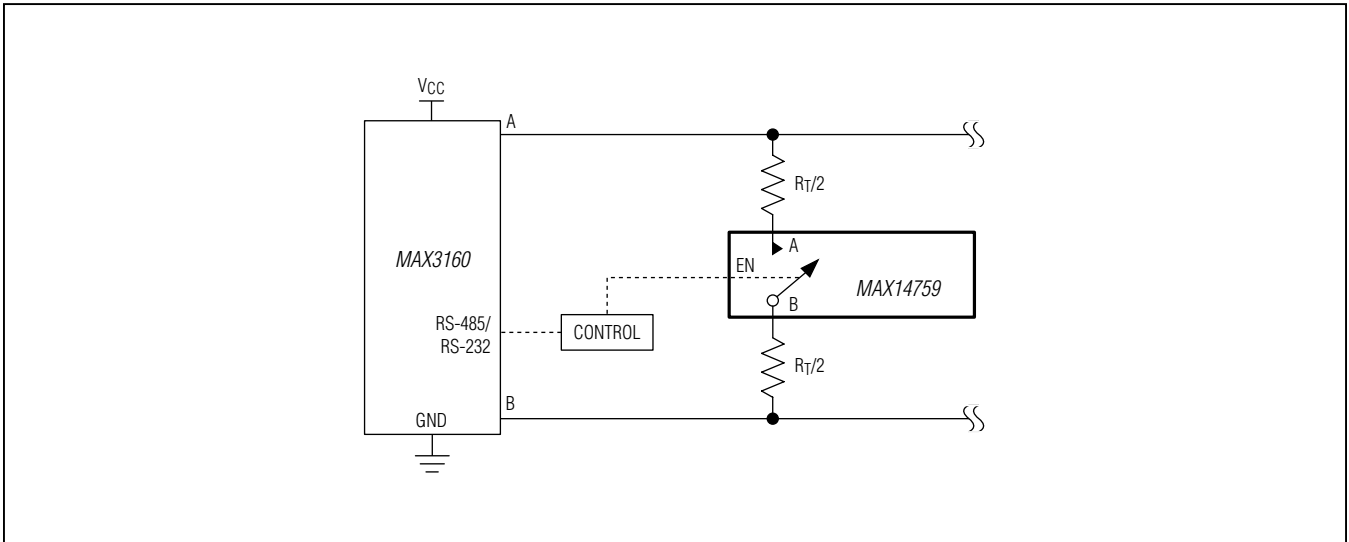 VCC
A
RT/2
MAX3160
A
EN
MAX14759
B
RS-485/
RS-232
CONTROL
RT/2
B
GND